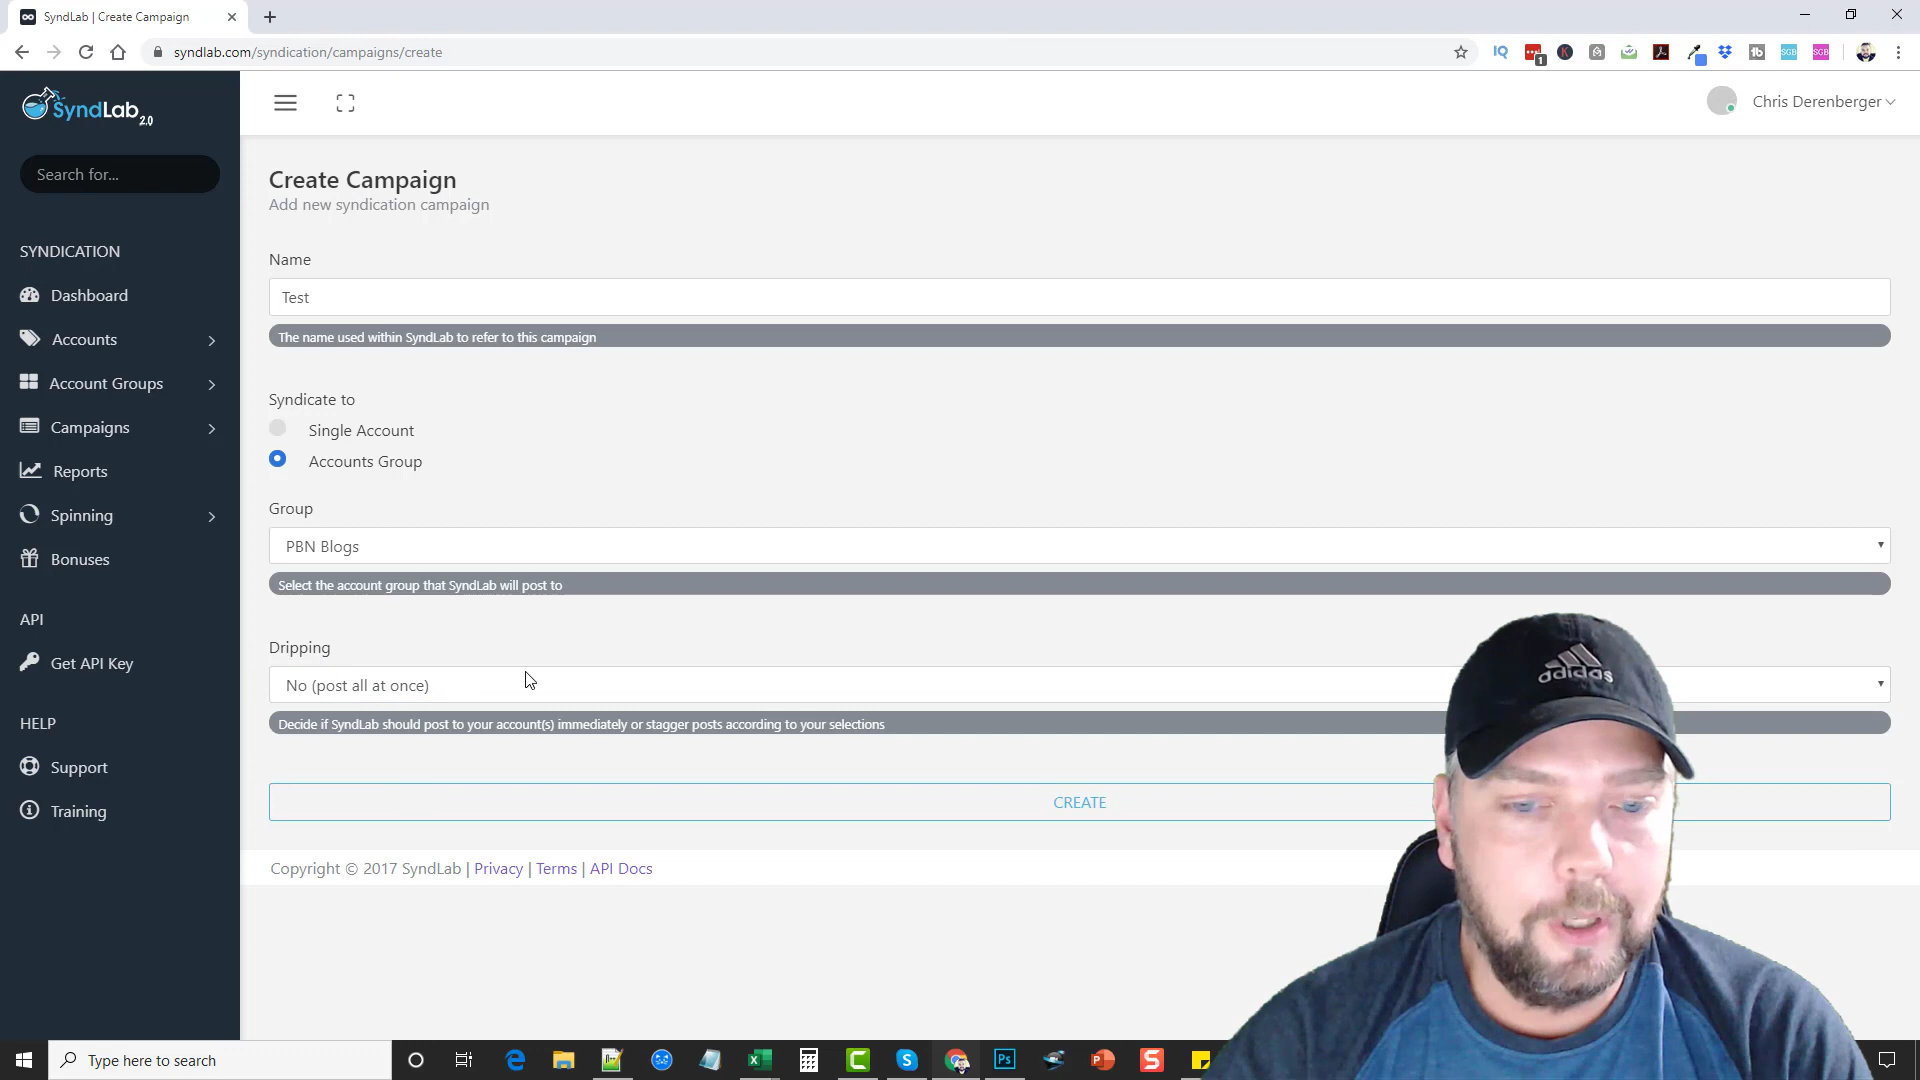 SyndLab | Create Campaign
syndlab.com/syndication/campaigns/create
SyndLab 2.0
Chris Derenberger
Search for...
Create Campaign
Add new syndication campaign
SYNDICATION
Dashboard
Accounts
Account Groups
Campaigns
Reports
Spinning
Bonuses
API
Get API Key
HELP
Support
Training
Name
Test
The name used within SyndLab to refer to this campaign
Syndicate to
Single Account
Accounts Group
Group
PBN Blogs
Select the account group that SyndLab will post to
Dripping
No (post all at once)
Decide if SyndLab should post to your account(s) immediately or stagger posts according to your selections
CREATE
Copyright © 2017 SyndLab | Privacy | Terms | API Docs
adidas
Type here to search